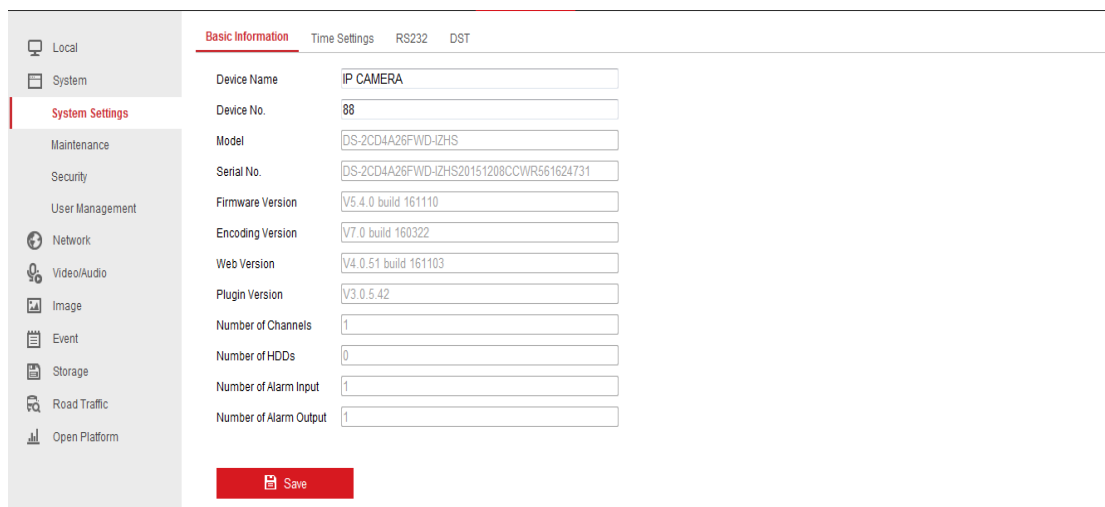 Local
System
System Settings
Maintenance
Security
User Management
Network
Video/Audio
Image
Event
Storage
Road Traffic
Open Platform
Basic Information Time Settings RS232 DST
Device Name IP CAMERA
Device No. 88
Model DS-2CD4A26FWD-IZHS
Serial No. DS-2CD4A26FWD-IZHS20151208CCWR561624731
Firmware Version V5.4.0 build 161110
Encoding Version V7.0 build 160322
Web Version V4.0.51 build 161103
Plugin Version V3.0.5.42
Number of Channels 1
Number of HDDs 0
Number of Alarm Input 1
Number of Alarm Output 1
Save